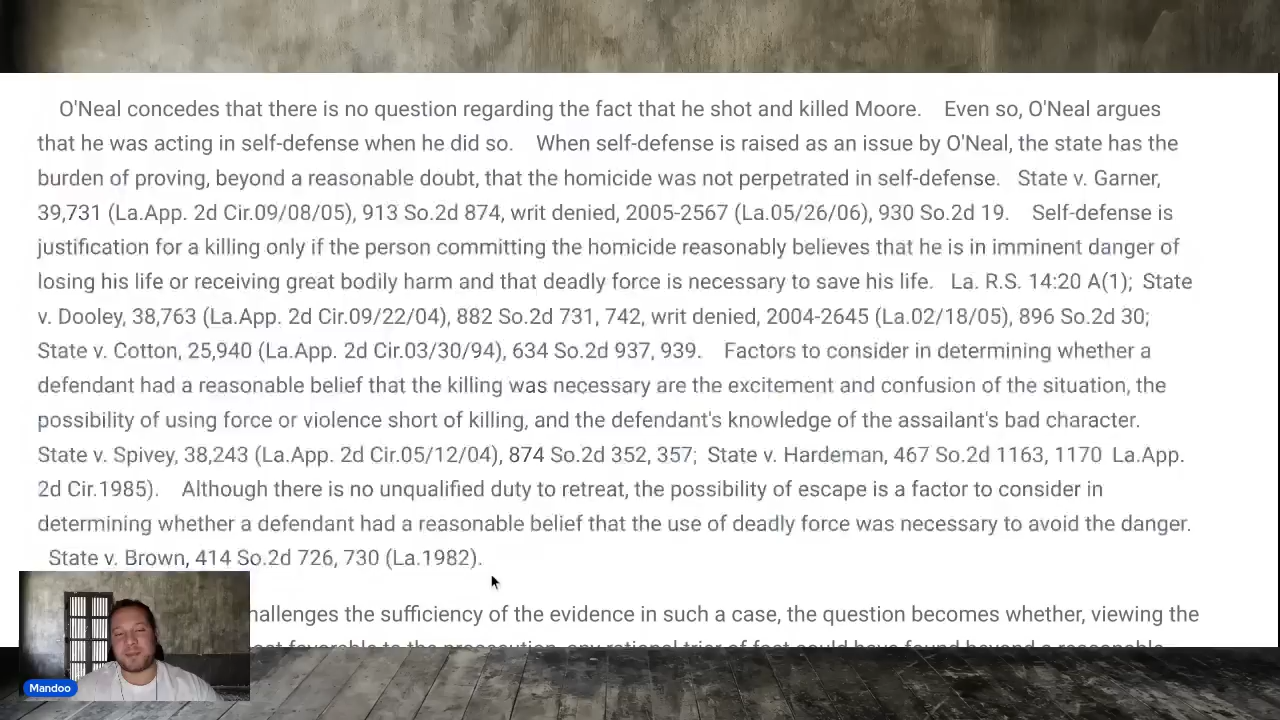 O'Neal concedes that there is no question regarding the fact that he shot and killed Moore. Even so, O'Neal argues
that he was acting in self-defense when he did so. When self-defense is raised as an issue by O'Neal, the state has the
burden of proving, beyond a reasonable doubt, that the homicide was not perpetrated in self-defense. State v. Garner,
39,731 (La.App. 2d Cir.09/08/05), 913 So.2d 874, writ denied, 2005-2567 (La.05/26/06), 930 So.2d 19. Self-defense is
justification for a killing only if the person committing the homicide reasonably believes that he is in imminent danger of
losing his life or receiving great bodily harm and that deadly force is necessary to save his life. La. R.S. 14:20 A(1); State
v. Dooley, 38,763 (La.App. 2d Cir.09/22/04), 882 So.2d 731, 742, writ denied, 2004-2645 (La.02/18/05), 896 So.2d 30;
State v. Cotton, 25,940 (La.App. 2d Cir.03/30/94), 634 So.2d 937, 939. Factors to consider in determining whether a
defendant had a reasonable belief that the killing was necessary are the excitement and confusion of the situation, the
possibility of using force or violence short of killing, and the defendant's knowledge of the assailant's bad character.
State v. Spivey, 38,243 (La.App. 2d Cir.05/12/04), 874 So.2d 352, 357; State v. Hardeman, 467 So.2d 1163, 1170 La.App.
2d Cir.1985). Although there is no unqualified duty to retreat, the possibility of escape is a factor to consider in
determining whether a defendant had a reasonable belief that the use of deadly force was necessary to avoid the danger.
State v. Brown, 414 So.2d 726, 730 (La.1982).
hallenges the sufficiency of the evidence in such a case, the question becomes whether, viewing the
favorable to the prosecution, any rational trier of fact could have found beyond a reasonable
Mandoo